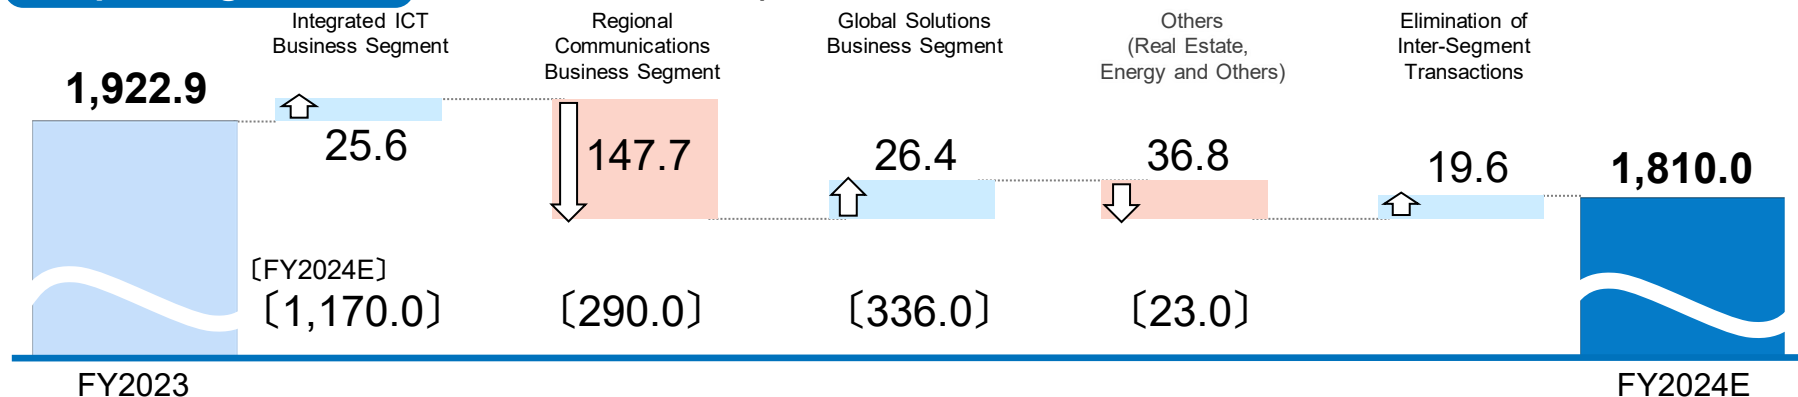 Integrated ICT
Business Segment
Regional
Communications
Business Segment
Global Solutions
Business Segment
Others
(Real Estate,
Energy and Others)
Elimination of
Inter-Segment
Transactions
1,922.9
25.6
147.7
26.4
36.8
19.6
1,810.0
〔FY2024E〕
〔1,170.0〕
〔290.0〕
〔336.0〕
〔23.0〕
FY2023
FY2024E